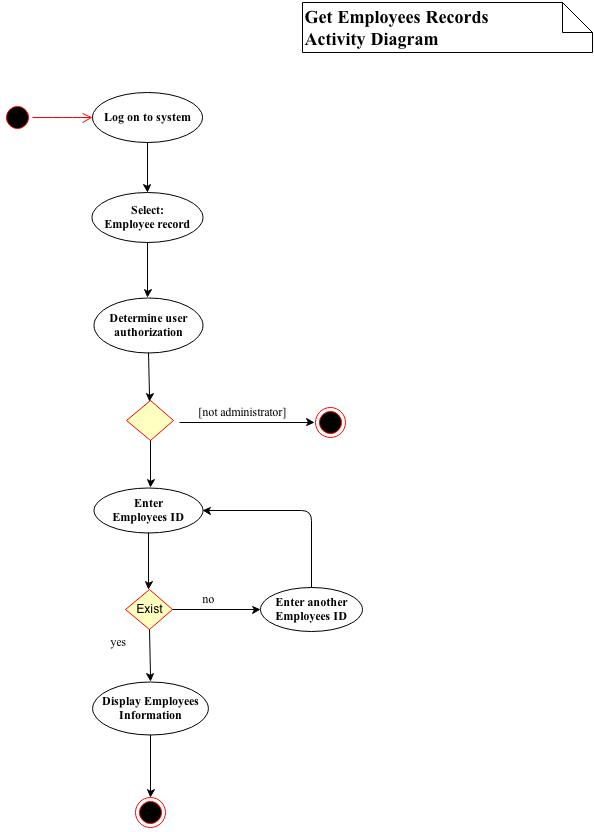 Get Employees Records
Activity Diagram
Log on to system
Select:
Employee record
Determine user
authorization
[not administrator]
Enter
Employees ID
Exist
no
Enter another
Employees ID
yes
Display Employees
Information